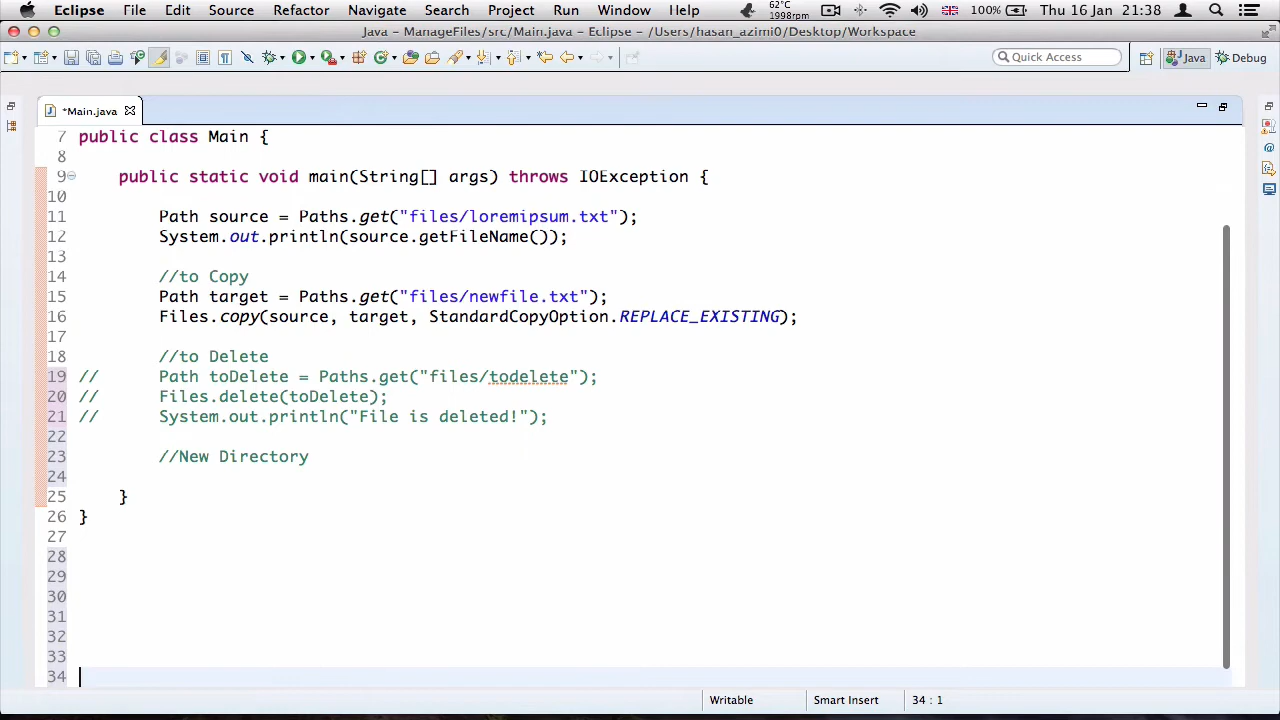 Eclipse File Edit Source Refactor Navigate Search Project Run Window Help 62°C 1998rpm 100% Thu 16 Jan 21:38
Java - ManageFiles/src/Main.java - Eclipse - /Users/hasan_azimi0/Desktop/Workspace
Quick Access Java Debug
*Main.java
7 public class Main {
8
9 public static void main(String[] args) throws IOException {
10
11 Path source = Paths.get("files/loremipsum.txt");
12 System.out.println(source.getFileName());
13
14 //to Copy
15 Path target = Paths.get("files/newfile.txt");
16 Files.copy(source, target, StandardCopyOption.REPLACE_EXISTING);
17
18 //to Delete
19 // Path toDelete = Paths.get("files/todelete");
20 // Files.delete(toDelete);
21 // System.out.println("File is deleted!");
22
23 //New Directory
24
25 }
26 }
27
28
29
30
31
32
33
34
Writable Smart Insert 34 : 1